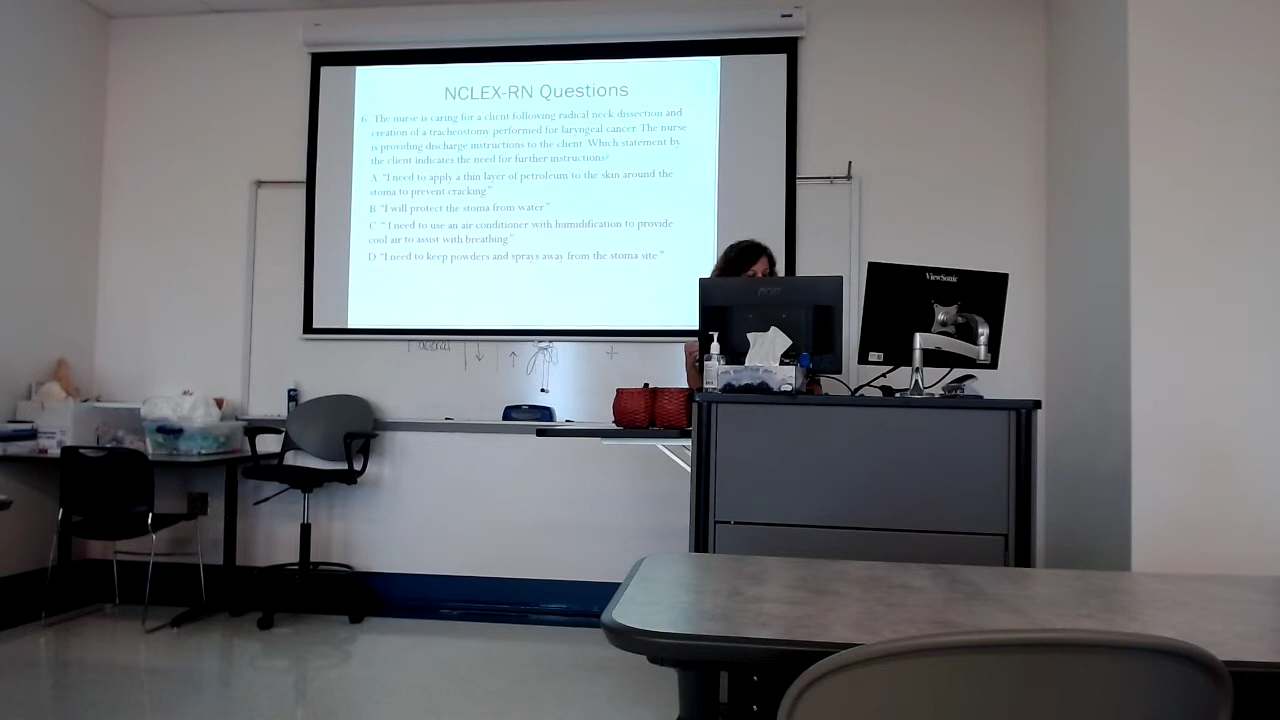 NCLEX-RN Questions
6. The nurse is caring for a client following radical neck dissection and
creation of a tracheostomy performed for laryngeal cancer. The nurse
is providing discharge instructions to the client. Which statement by
the client indicates the need for further instructions?
A "I need to apply a thin layer of petroleum to the skin around the
stoma to prevent cracking"
B "I will protect the stoma from water"
C " I need to use an air conditioner with humidification to provide
cool air to assist with breathing"
D "I need to keep powders and sprays away from the stoma site "
ViewSonic